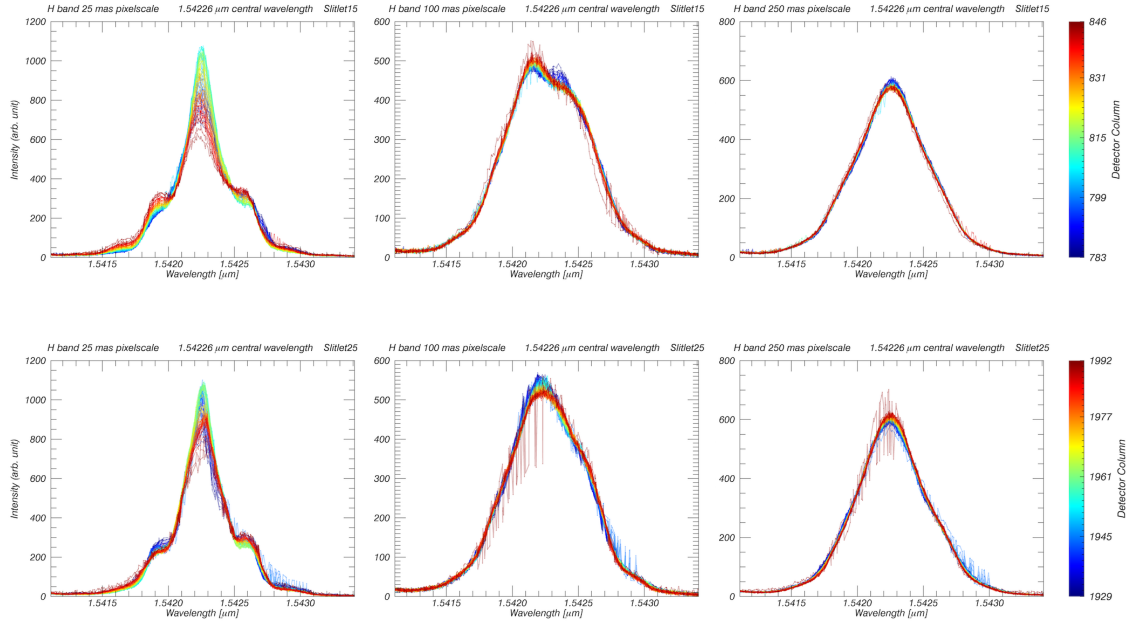 H band 25 mas pixelscale 1.54226 μm central wavelength Slitlet15
H band 100 mas pixelscale 1.54226 μm central wavelength Slitlet15
H band 250 mas pixelscale 1.54226 μm central wavelength Slitlet15
Intensity (arb. unit)
1200
1000
800
600
400
200
0
1.5415 1.5420 1.5425 1.5430
Wavelength [μm]
600
500
400
300
200
100
0
1.5415 1.5420 1.5425 1.5430
Wavelength [μm]
800
600
400
200
0
1.5415 1.5420 1.5425 1.5430
Wavelength [μm]
846
831
815
799
783
Detector Column
H band 25 mas pixelscale 1.54226 μm central wavelength Slitlet25
H band 100 mas pixelscale 1.54226 μm central wavelength Slitlet25
H band 250 mas pixelscale 1.54226 μm central wavelength Slitlet25
Intensity (arb. unit)
1200
1000
800
600
400
200
0
1.5415 1.5420 1.5425 1.5430
Wavelength [μm]
600
500
400
300
200
100
0
1.5415 1.5420 1.5425 1.5430
Wavelength [μm]
800
600
400
200
0
1.5415 1.5420 1.5425 1.5430
Wavelength [μm]
1992
1977
1961
1945
1929
Detector Column